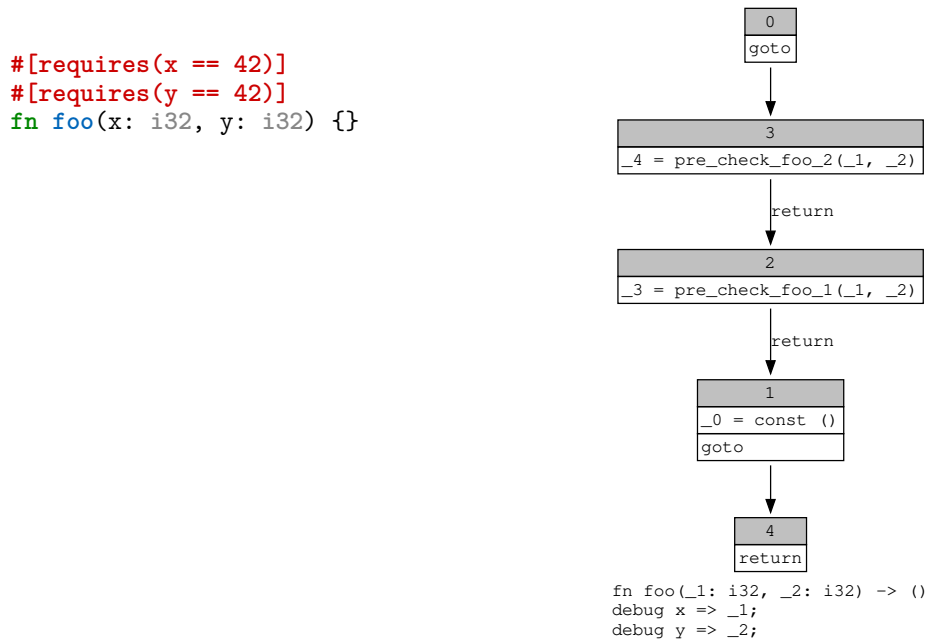 #[requires(x == 42)]
#[requires(y == 42)]
fn foo(x: i32, y: i32) {}
0
goto
3
_4 = pre_check_foo_2(_1, _2)
return
2
_3 = pre_check_foo_1(_1, _2)
return
1
_0 = const ()
goto
4
return
fn foo(_1: i32, _2: i32) -> ()
debug x => _1;
debug y => _2;